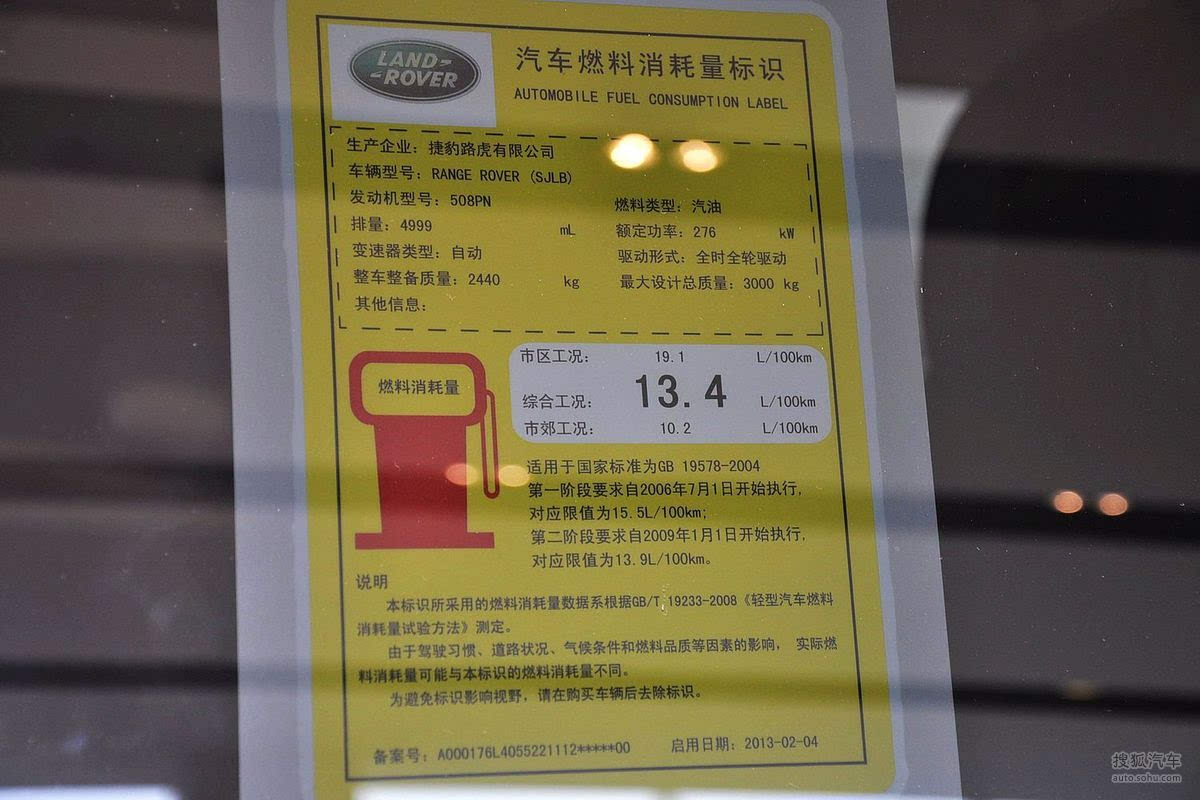 LAND-
-ROVER
汽车燃料消耗量标识
AUTOMOBILE FUEL CONSUMPTION LABEL
生产企业: 捷豹路虎有限公司
车辆型号: RANGE ROVER (SJLB)
发动机型号: 508PN
燃料类型: 汽油
排量: 4999 mL
额定功率: 276 kW
变速器类型: 自动
驱动形式: 全时全轮驱动
整车整备质量: 2440 kg
最大设计总质量: 3000 kg
其他信息:
燃料消耗量
市区工况: 19.1 L/100km
综合工况: 13.4 L/100km
市郊工况: 10.2 L/100km
适用于国家标准为GB 19578-2004
第一阶段要求自2006年7月1日开始执行,
对应限值为15.5L/100km;
第二阶段要求自2009年1月1日开始执行,
对应限值为13.9L/100km。
说明
本标识所采用的燃料消耗量数据系根据GB/T 19233-2008《轻型汽车燃料
消耗量试验方法》测定。
由于驾驶习惯、道路状况、气候条件和燃料品质等因素的影响, 实际燃
料消耗量可能与本标识的燃料消耗量不同。
为避免标识影响视野, 请在购买车辆后去除标识。
备案号: A000176L4055221112*****00
启用日期: 2013-02-04
搜狐汽车
auto.sohu.com